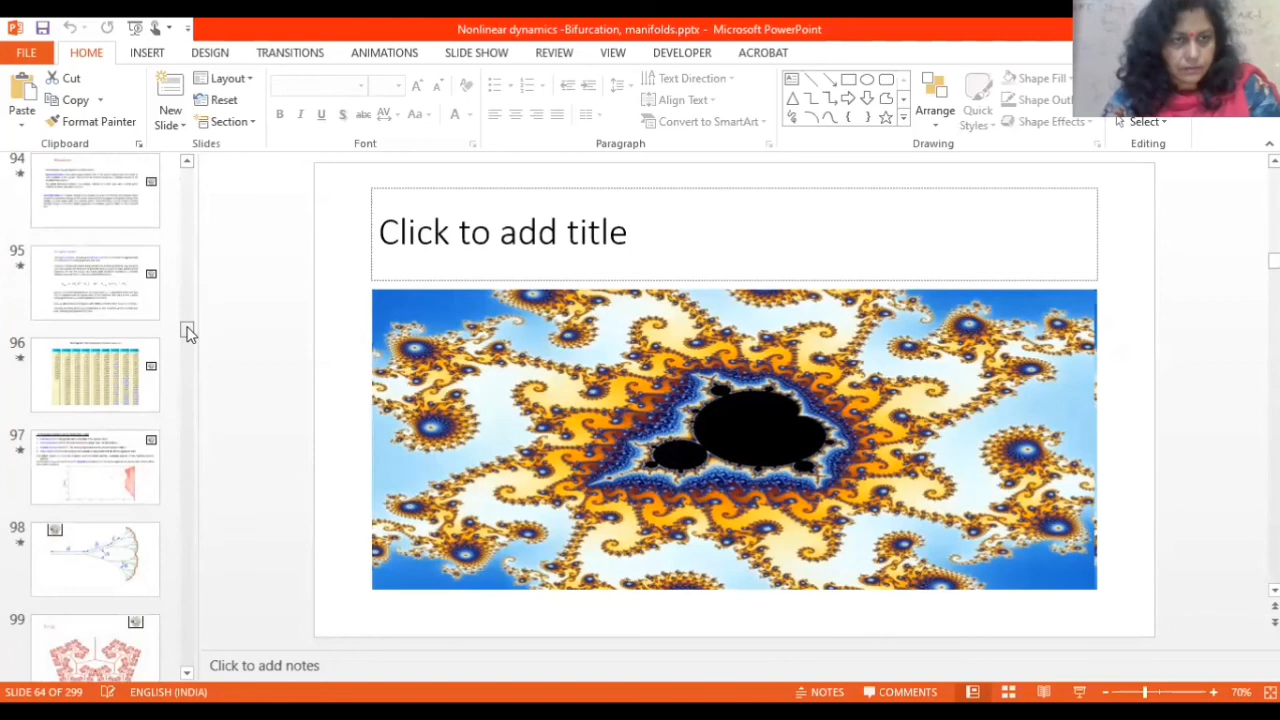 Nonlinear dynamics -Bifurcation, manifolds.pptx - Microsoft PowerPoint
FILE HOME INSERT DESIGN TRANSITIONS ANIMATIONS SLIDE SHOW REVIEW VIEW DEVELOPER ACROBAT
Cut
Copy
Format Painter
Paste
Clipboard
New
Slide
Layout
Reset
Section
Slides
Font
Text Direction
Align Text
Convert to SmartArt
Paragraph
Arrange
Quick
Styles
Shape Fill
Shape Out
Shape Effects
Drawing
Select
Editing
94
95
96
97
98
99
Click to add title
Click to add notes
SLIDE 64 OF 299 ENGLISH (INDIA) NOTES COMMENTS 70%